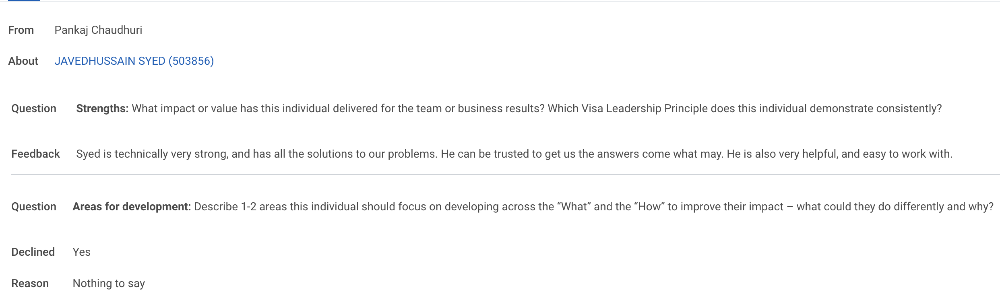 From Pankaj Chaudhuri
About JAVEDHUSSAIN SYED (503856)
Question Strengths: What impact or value has this individual delivered for the team or business results? Which Visa Leadership Principle does this individual demonstrate consistently?
Feedback Syed is technically very strong, and has all the solutions to our problems. He can be trusted to get us the answers come what may. He is also very helpful, and easy to work with.
Question Areas for development: Describe 1-2 areas this individual should focus on developing across the “What” and the “How” to improve their impact – what could they do differently and why?
Declined Yes
Reason Nothing to say